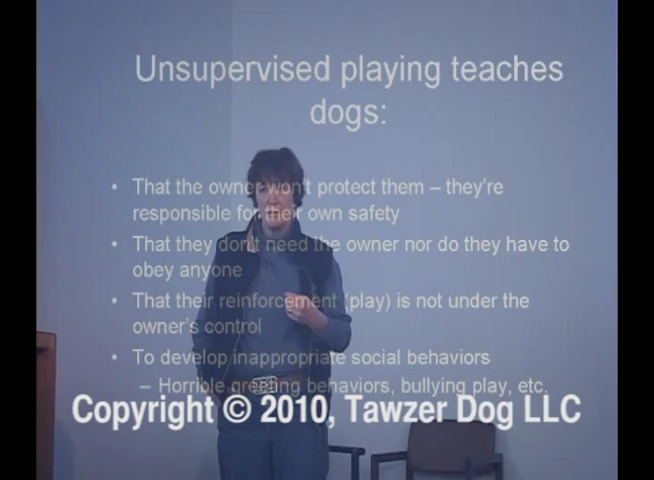 Unsupervised playing teaches
dogs:
• That the owner won't protect them – they're
responsible for their own safety
• That they don't need the owner nor do they have to
obey anyone
• That their reinforcement (play) is not under the
owner's control
• To develop inappropriate social behaviors
– Horrible greeting behaviors, bullying play, etc.
Copyright © 2010, Tawzer Dog LLC